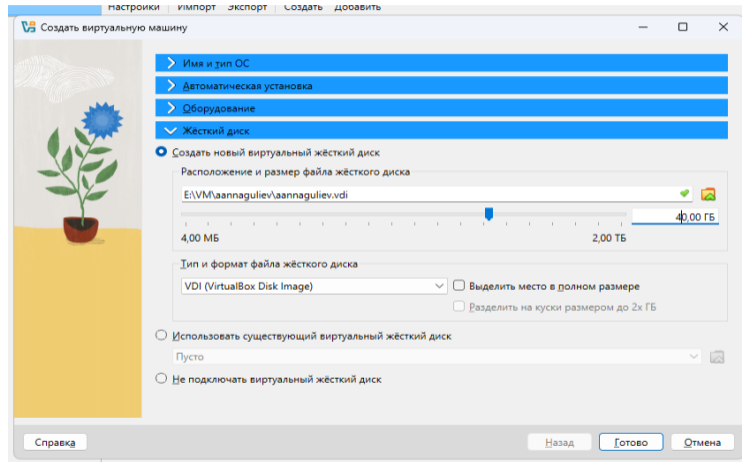 Настройки Импорт Экспорт Создать Добавить
Создать виртуальную машину
Имя и тип ОС
Автоматическая установка
Оборудование
Жёсткий диск
Создать новый виртуальный жёсткий диск
Расположение и размер файла жёсткого диска
E:\VM\aannaguliev\aannaguliev.vdi
40,00 ГБ
4,00 МБ 2,00 ТБ
Тип и формат файла жёсткого диска
VDI (VirtualBox Disk Image) Выделить место в полном размере
Разделить на куски размером до 2х ГБ
Использовать существующий виртуальный жёсткий диск
Пусто
Не подключать виртуальный жёсткий диск
Справка Назад Готово Отмена